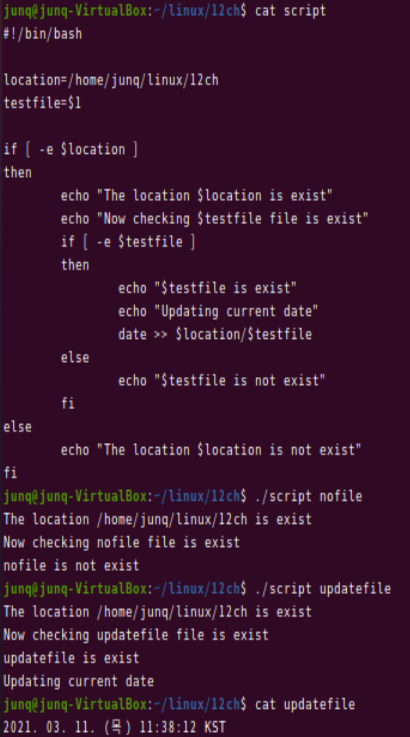 junq@junq-VirtualBox:~/linux/12ch$ cat script
#!/bin/bash

location=/home/junq/linux/12ch
testfile=$1

if [ -e $location ]
then
        echo "The location $location is exist"
        echo "Now checking $testfile file is exist"
        if [ -e $testfile ]
        then
                echo "$testfile is exist"
                echo "Updating current date"
                date >> $location/$testfile
        else
                echo "$testfile is not exist"
        fi
else
        echo "The location $location is not exist"
fi
junq@junq-VirtualBox:~/linux/12ch$ ./script nofile
The location /home/junq/linux/12ch is exist
Now checking nofile file is exist
nofile is not exist
junq@junq-VirtualBox:~/linux/12ch$ ./script updatefile
The location /home/junq/linux/12ch is exist
Now checking updatefile file is exist
updatefile is exist
Updating current date
junq@junq-VirtualBox:~/linux/12ch$ cat updatefile
2021. 03. 11. (목) 11:38:12 KST